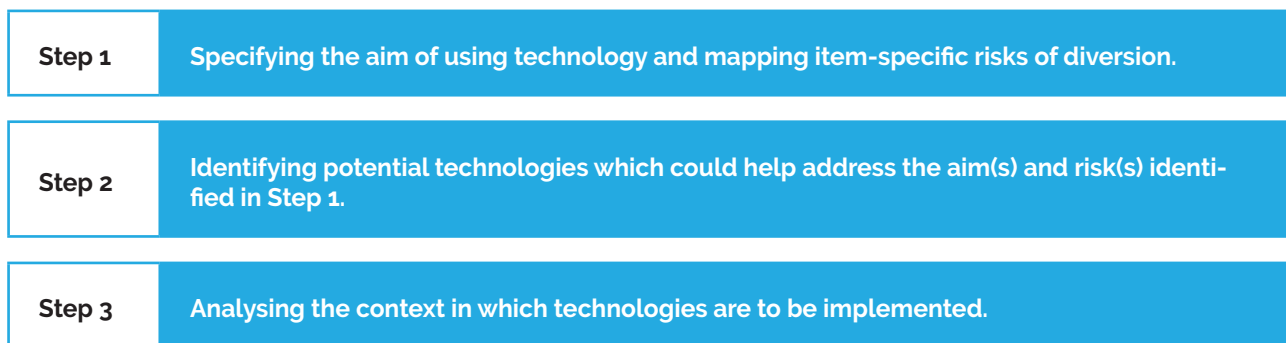 Step 1
Specifying the aim of using technology and mapping item-specific risks of diversion.
Step 2
Identifying potential technologies which could help address the aim(s) and risk(s) identi-
fied in Step 1.
Step 3
Analysing the context in which technologies are to be implemented.